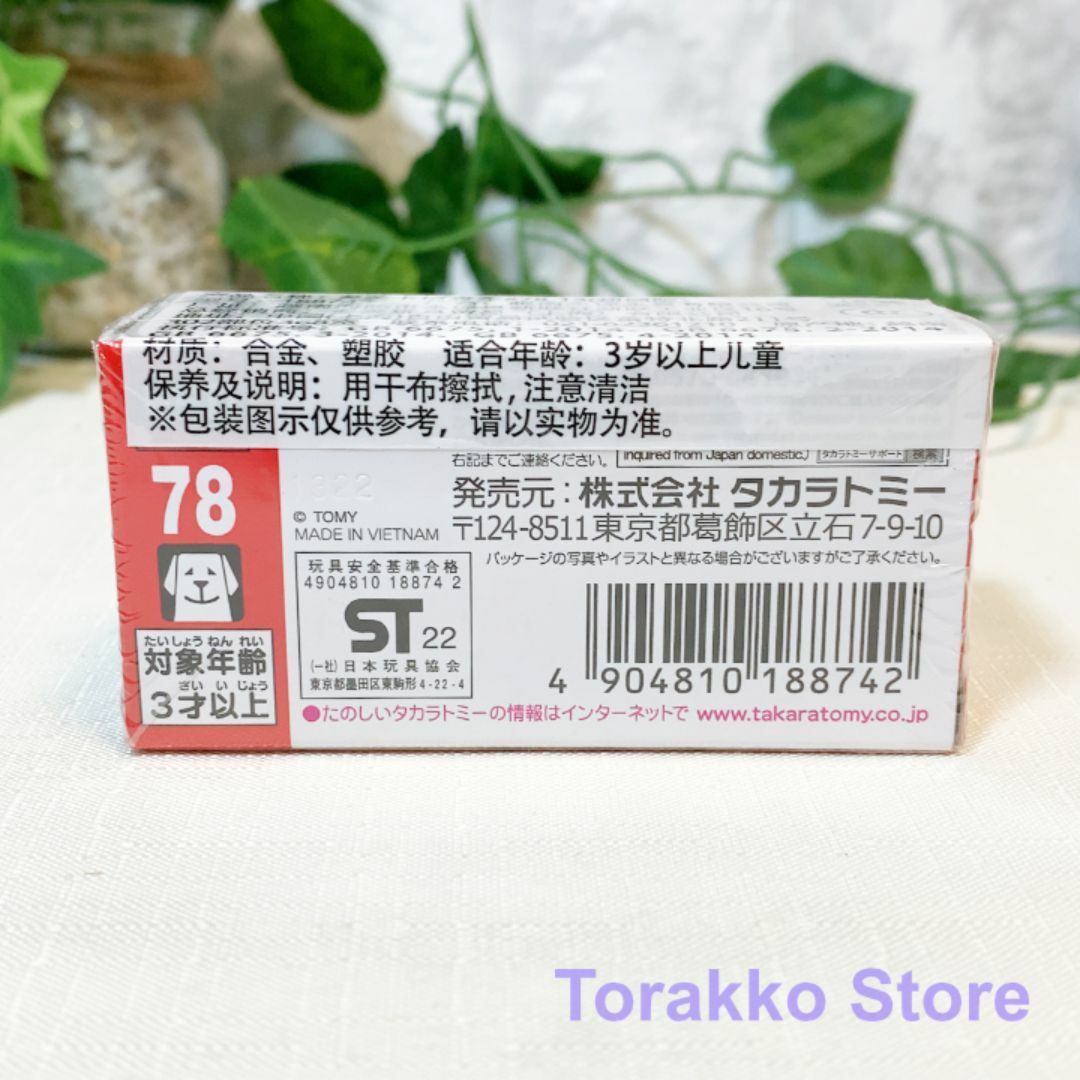 材质：合金、塑胶　适合年龄：3岁以上儿童
保养及说明：用干布擦拭,注意清洁
※包装图示仅供参考，请以实物为准。
右記までご連絡ください。
inquired from Japan domestic.)
タカラトミーサポート 検索
78
1322
© TOMY
MADE IN VIETNAM
発売元：株式会社 タカラトミー
〒124-8511 東京都葛飾区立石 7-9-10
パッケージの写真やイラストと異なる場合がございますがご了承ください。
玩具安全基準合格
4904810 18874 2
ST 22
(一社)日本玩具協会
東京都墨田区東駒形 4-22-4
たいしょう ねん れい
対象年齢
さい い じょう
3才以上
4 904810 188742
●たのしいタカラトミーの情報はインターネットで www.takaratomy.co.jp
Torakko Store